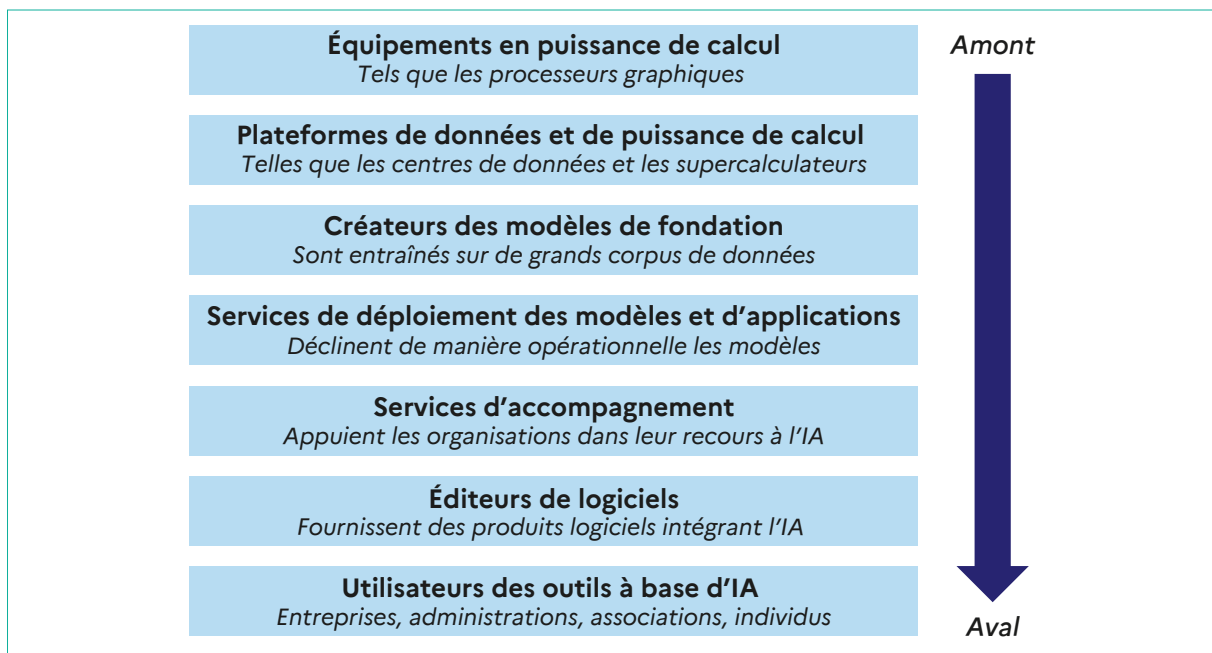 Équipements en puissance de calcul
Tels que les processeurs graphiques
Amont
Plateformes de données et de puissance de calcul
Telles que les centres de données et les supercalculateurs
Créateurs des modèles de fondation
Sont entraînés sur de grands corpus de données
Services de déploiement des modèles et d’applications
Déclinent de manière opérationnelle les modèles
Services d’accompagnement
Appuient les organisations dans leur recours à l’IA
Éditeurs de logiciels
Fournissent des produits logiciels intégrant l’IA
Utilisateurs des outils à base d’IA
Entreprises, administrations, associations, individus
Aval